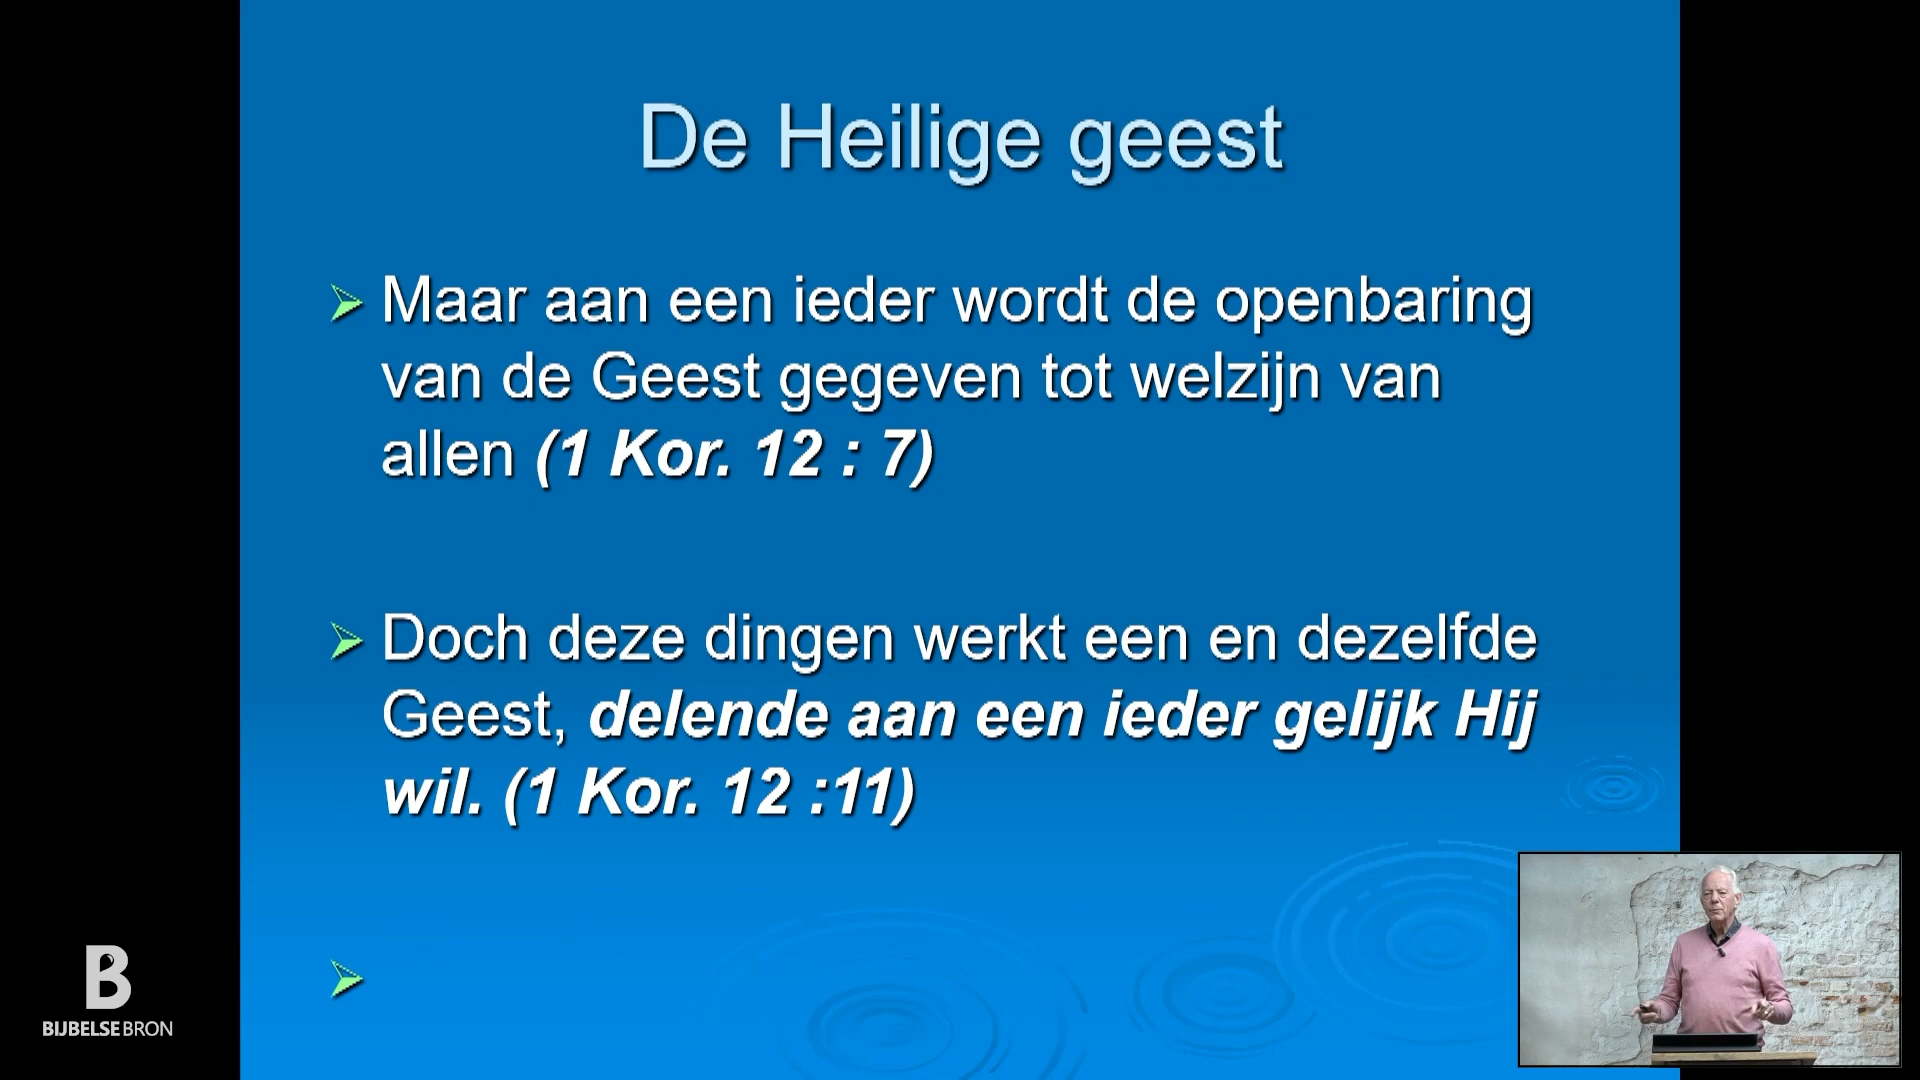 De Heilige geest
Maar aan een ieder wordt de openbaring
van de Geest gegeven tot welzijn van
allen (1 Kor. 12 : 7)
Doch deze dingen werkt een en dezelfde
Geest, delende aan een ieder gelijk Hij
wil. (1 Kor. 12 :11)
B
BIJBELSE BRON